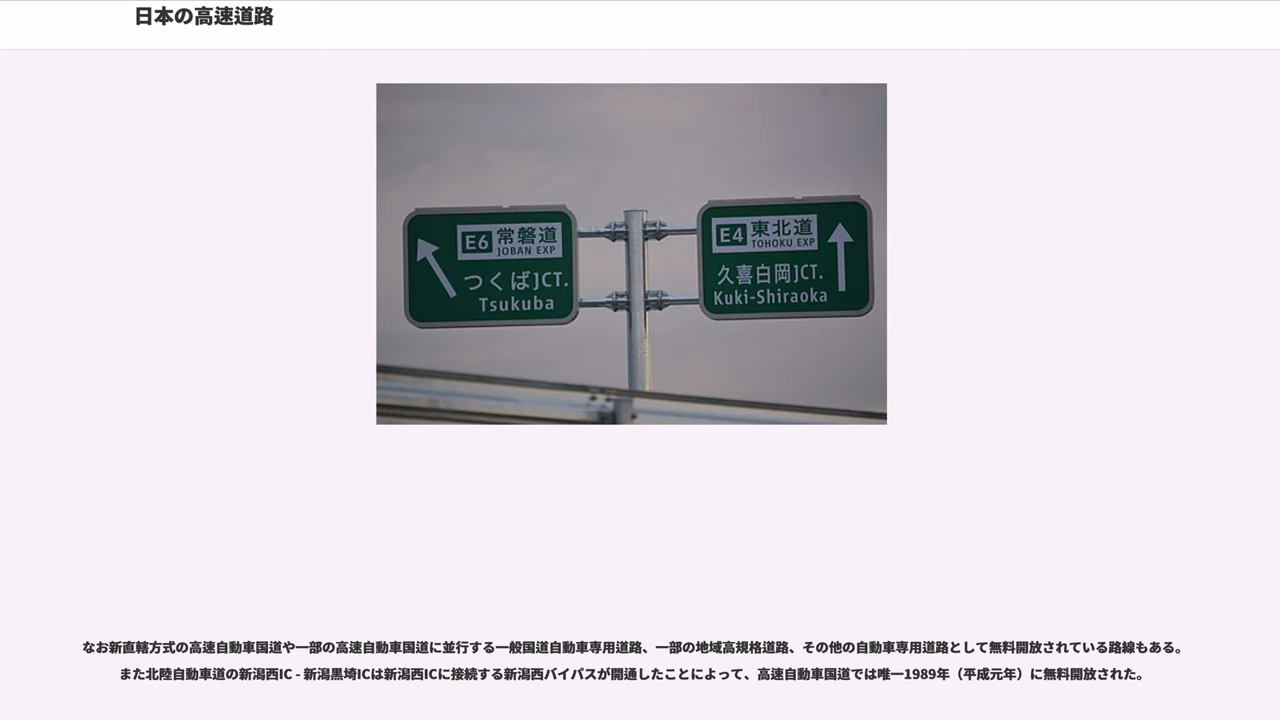 日本の高速道路
E6 常磐道
JOBAN EXP
つくばJCT.
Tsukuba
E4 東北道
TOHOKU EXP
久喜白岡JCT.
Kuki-Shiraoka
なお新直轄方式の高速自動車国道や一部の高速自動車国道に並行する一般国道自動車専用道路、一部の地域高規格道路、その他の自動車専用道路として無料開放されている路線もある。
また北陸自動車道の新潟西IC - 新潟黒埼ICは新潟西ICに接続する新潟西バイパスが開通したことによって、高速自動車国道では唯一1989年（平成元年）に無料開放された。